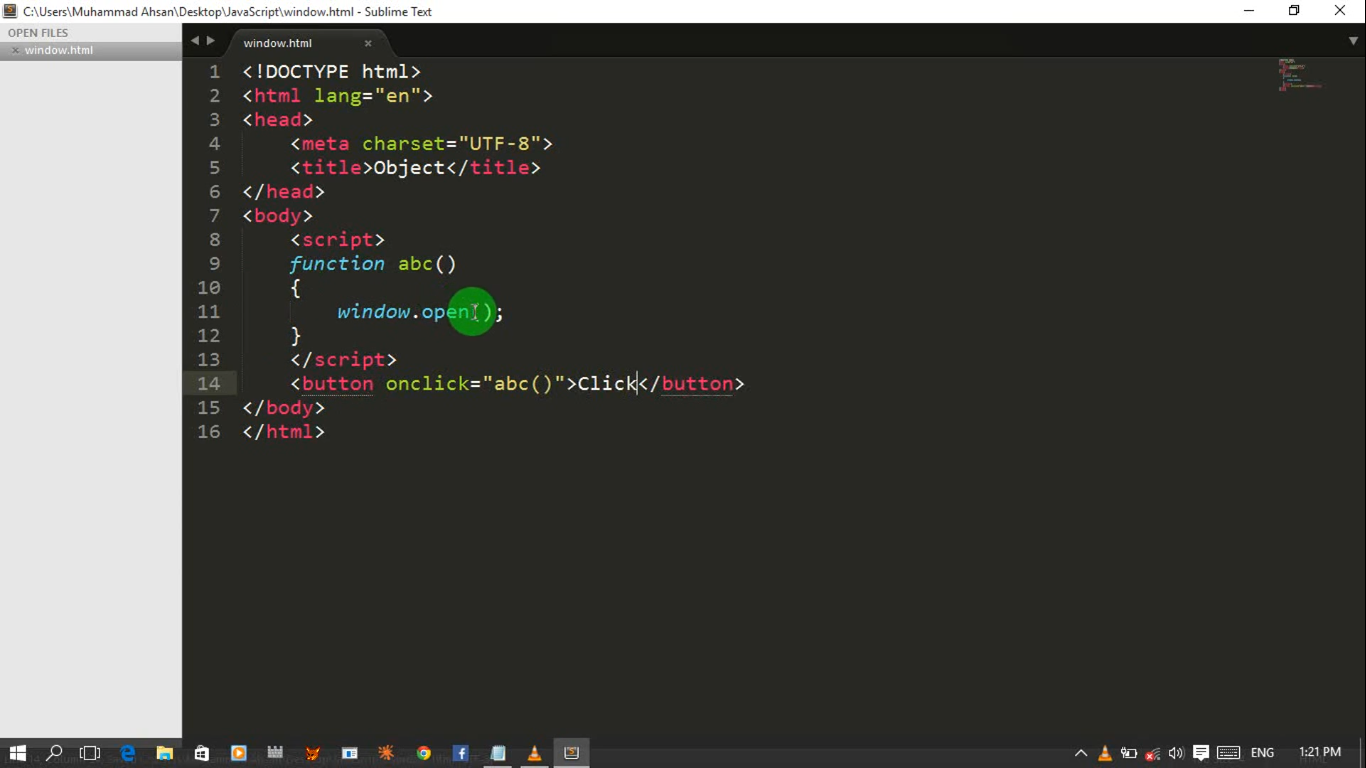 C:\Users\Muhammad Ahsan\Desktop\JavaScript\window.html - Sublime Text
OPEN FILES
window.html
window.html
1 <!DOCTYPE html>
2 <html lang="en">
3 <head>
4 <meta charset="UTF-8">
5 <title>Object</title>
6 </head>
7 <body>
8 <script>
9 function abc()
10 {
11 window.open();
12 }
13 </script>
14 <button onclick="abc()">Click</button>
15 </body>
16 </html>
ENG
1:21 PM